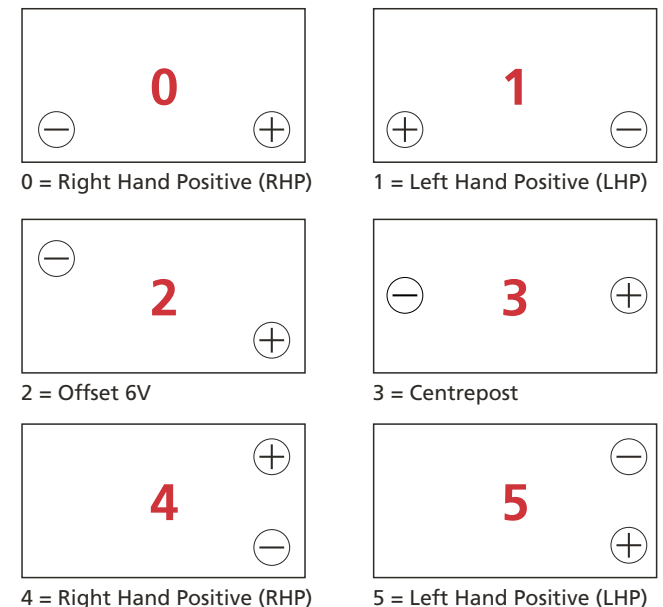 0
1
0 = Right Hand Positive (RHP)
1 = Left Hand Positive (LHP)
2
3
2 = Offset 6V
3 = Centrepost
4
5
4 = Right Hand Positive (RHP)
5 = Left Hand Positive (LHP)